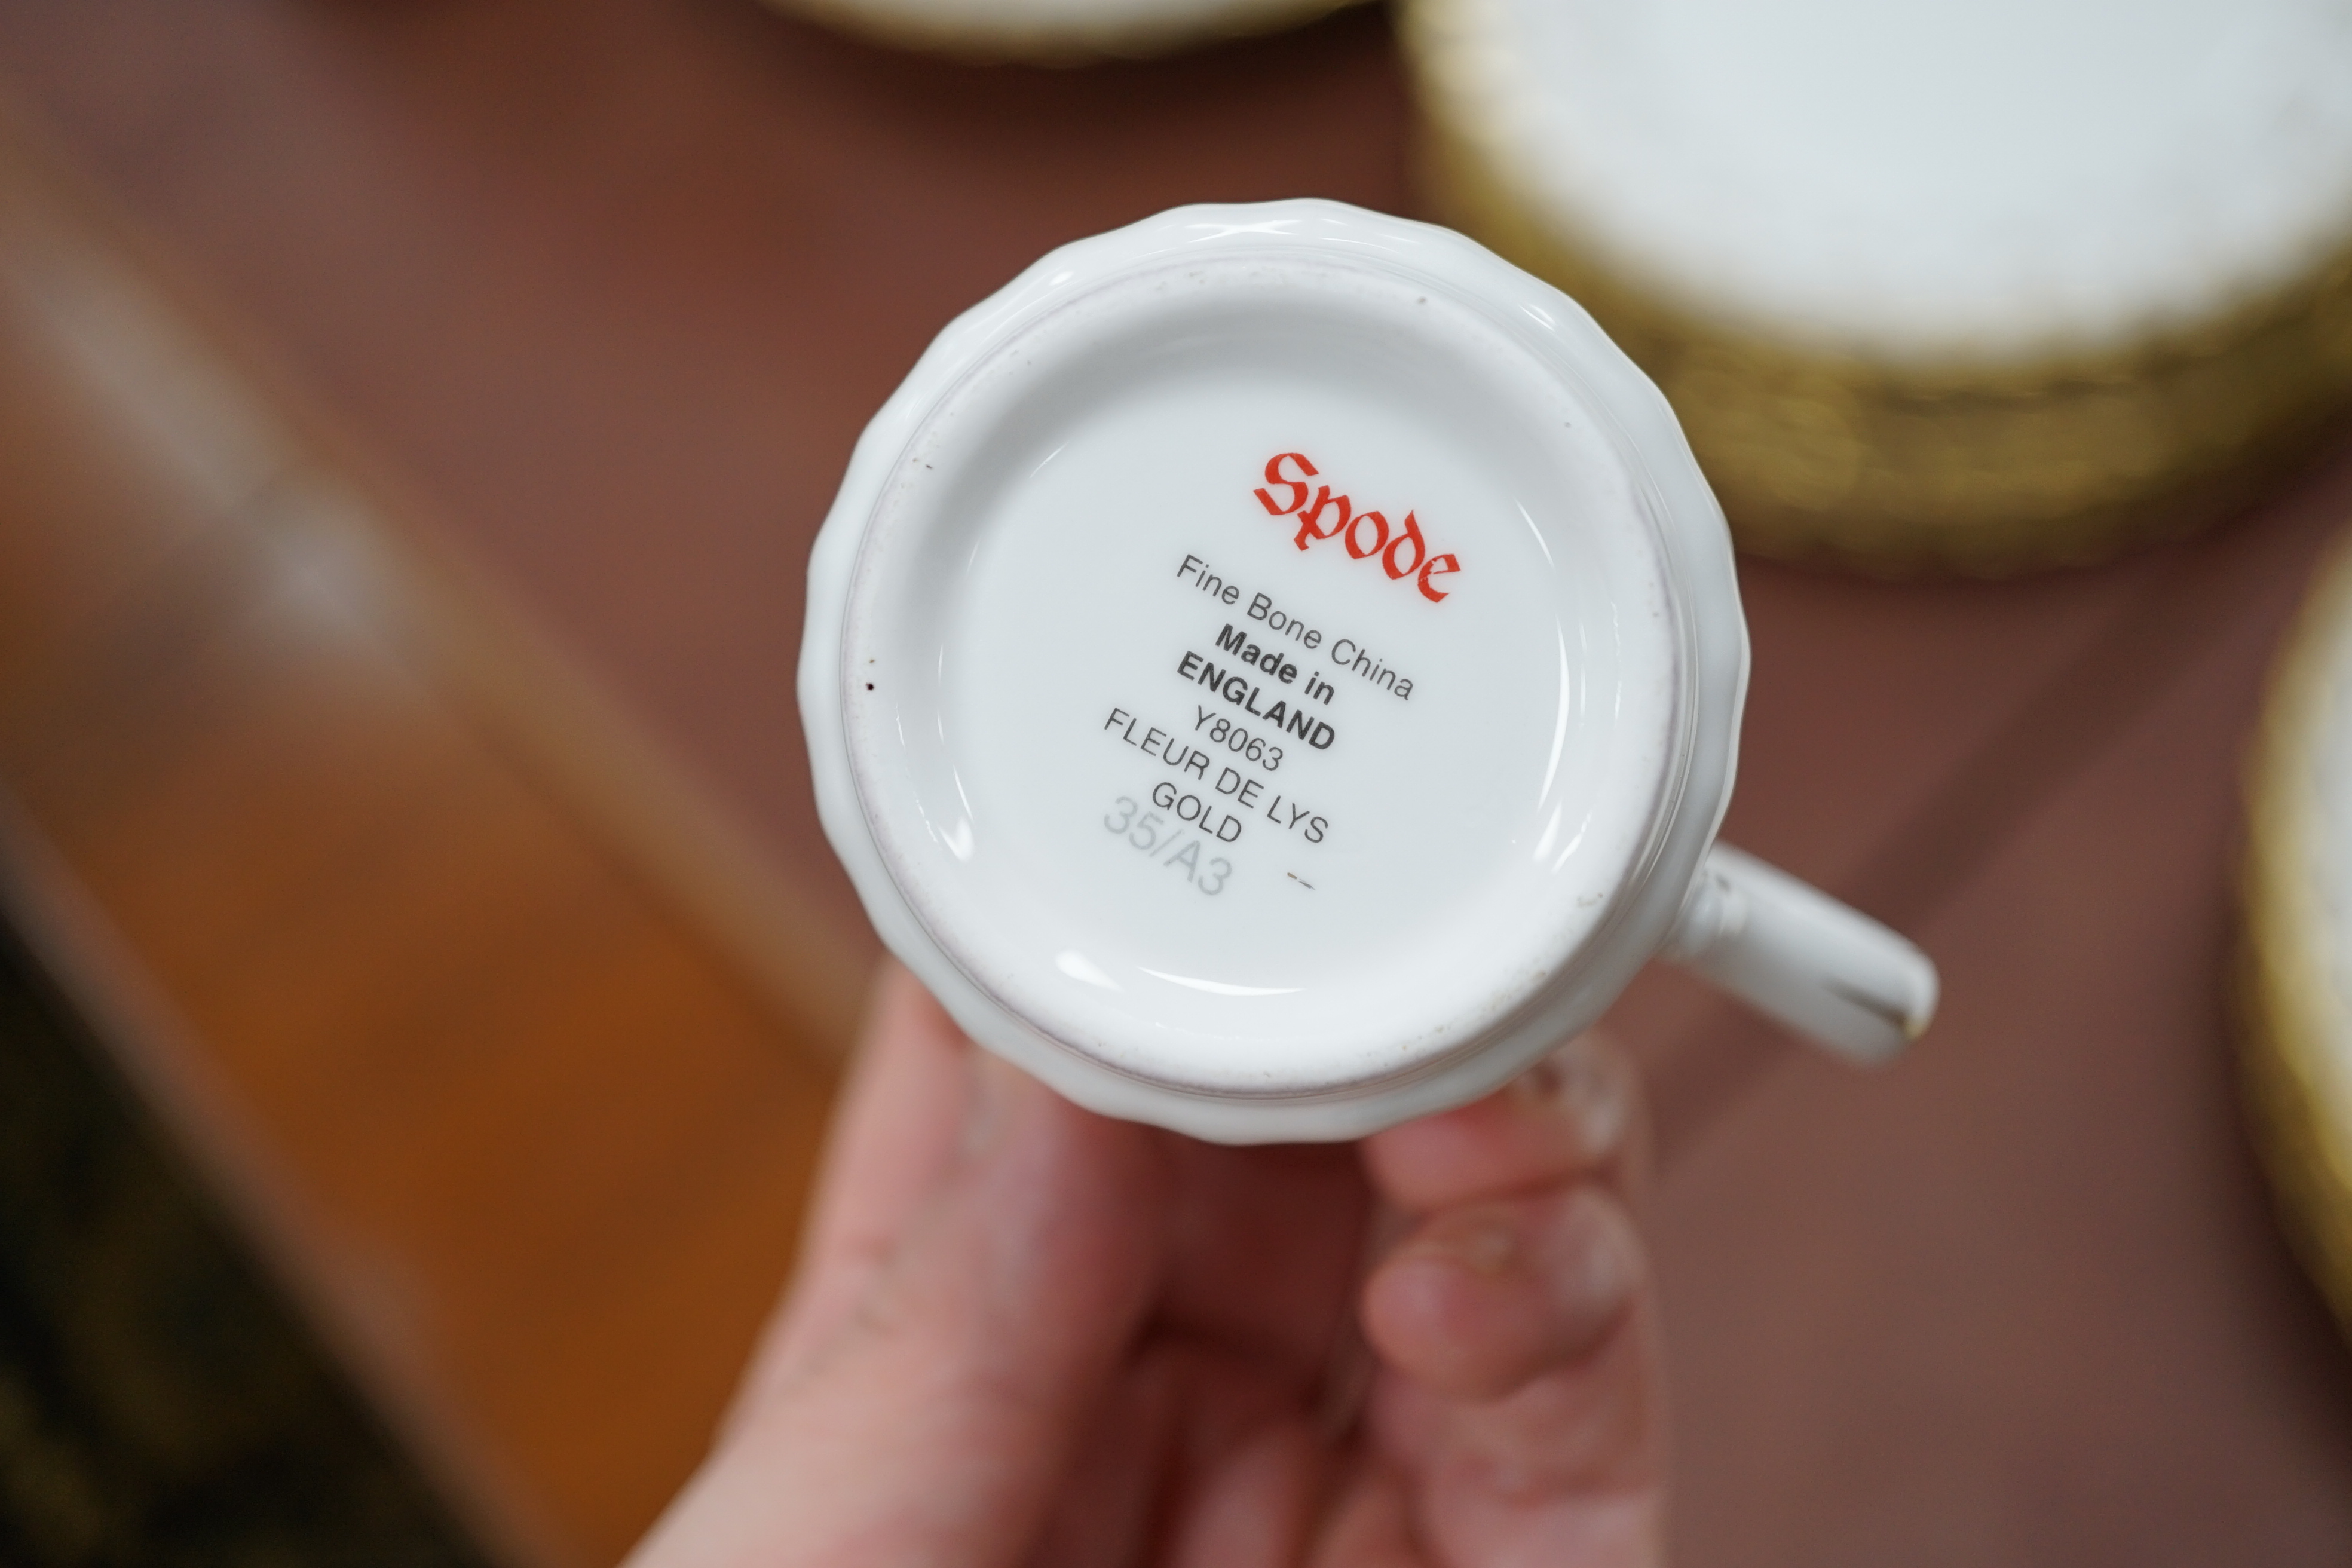 Spode
Fine Bone China
Made in
ENGLAND
Y8063
FLEUR DE LYS
GOLD
35/A3